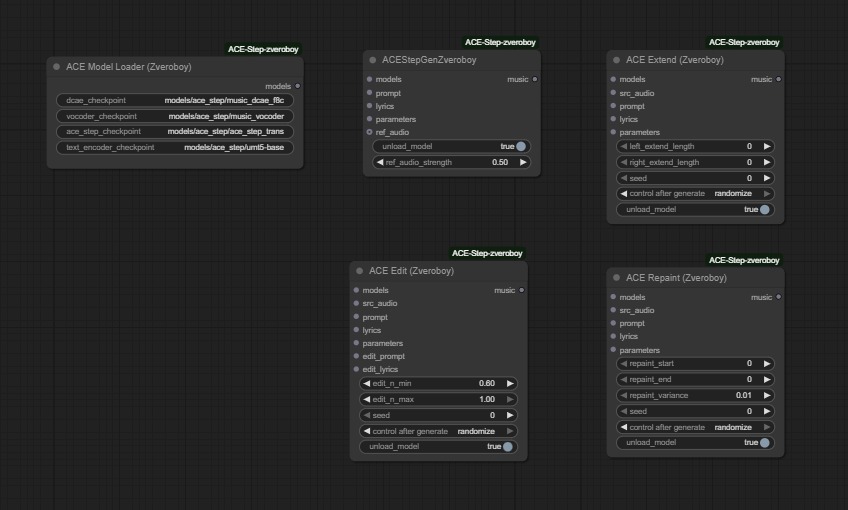 ACE-Step-zveroboy
ACE Model Loader (Zveroboy)
models
dcae_checkpoint models/ace_step/music_dcae_f8c
vocoder_checkpoint models/ace_step/music_vocoder
ace_step_checkpoint models/ace_step/ace_step_trans
text_encoder_checkpoint models/ace_step/umt5-base
ACE-Step-zveroboy
ACEStepGenZveroboy
models music
prompt
lyrics
parameters
ref_audio
unload_model true
ref_audio_strength 0.50
ACE-Step-zveroboy
ACE Extend (Zveroboy)
models music
src_audio
prompt
lyrics
parameters
left_extend_length 0
right_extend_length 0
seed 0
control after generate randomize
unload_model true
ACE-Step-zveroboy
ACE Edit (Zveroboy)
models music
src_audio
prompt
lyrics
parameters
edit_prompt
edit_lyrics
edit_n_min 0.60
edit_n_max 1.00
seed 0
control after generate randomize
unload_model true
ACE-Step-zveroboy
ACE Repaint (Zveroboy)
models music
src_audio
prompt
lyrics
parameters
repaint_start 0
repaint_end 0
repaint_variance 0.01
seed 0
control after generate randomize
unload_model true